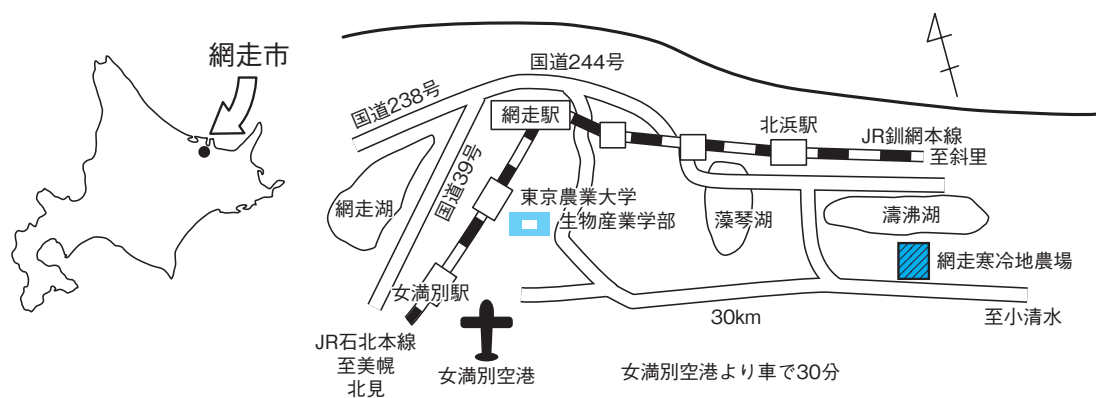 網走市
国道244号
国道238号
網走駅
北浜駅
JR釧網本線
至斜里
国道39号
網走湖
東京農業大学
生物産業学部
藻琴湖
濤沸湖
網走寒冷地農場
女満別駅
30km
至小清水
JR石北本線
至美幌
北見
女満別空港
女満別空港より車で30分